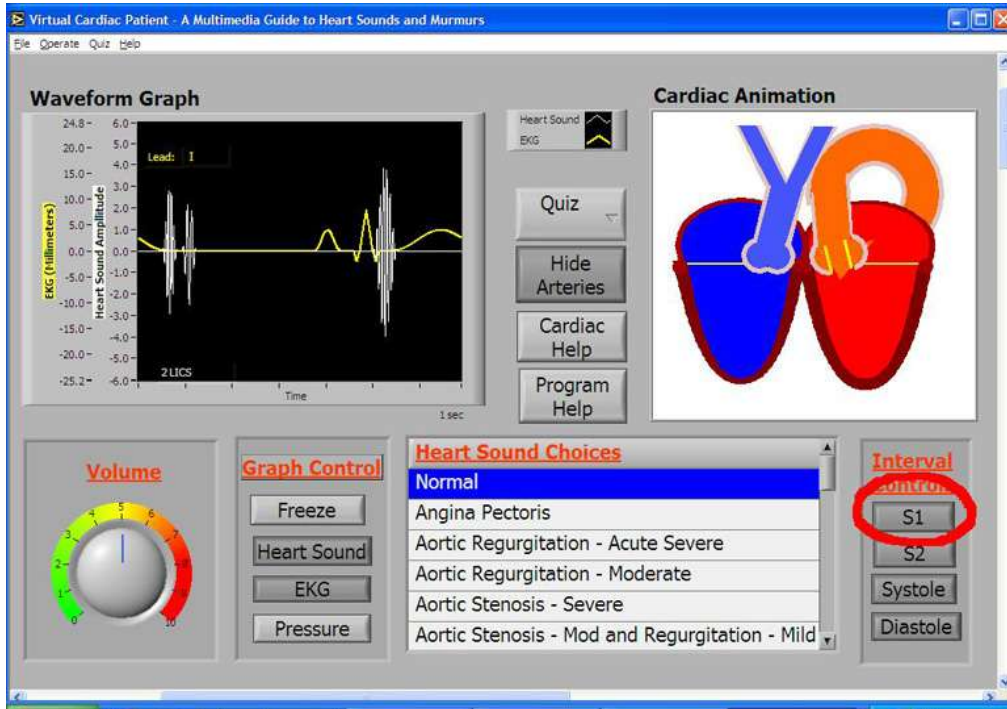 Virtual Cardiac Patient - A Multimedia Guide to Heart Sounds and Murmurs
File Operate Quiz Help
Waveform Graph
EKG (Millimeters)
24.8
20.0
15.0
10.0
5.0
0.0
-5.0
-10.0
-15.0
-20.0
-25.2
Heart Sound Amplitude
6.0
5.0
4.0
3.0
2.0
1.0
0.0
-1.0
-2.0
-3.0
-4.0
-5.0
-6.0
Lead: I
2LICS
Time
1 sec
Heart Sound
EKG
Quiz
Hide
Arteries
Cardiac
Help
Program
Help
Cardiac Animation
Volume
0
1
2
3
4
5
6
7
8
9
10
Graph Control
Freeze
Heart Sound
EKG
Pressure
Heart Sound Choices
Normal
Angina Pectoris
Aortic Regurgitation - Acute Severe
Aortic Regurgitation - Moderate
Aortic Stenosis - Severe
Aortic Stenosis - Mod and Regurgitation - Mild
Interval
Control
S1
S2
Systole
Diastole